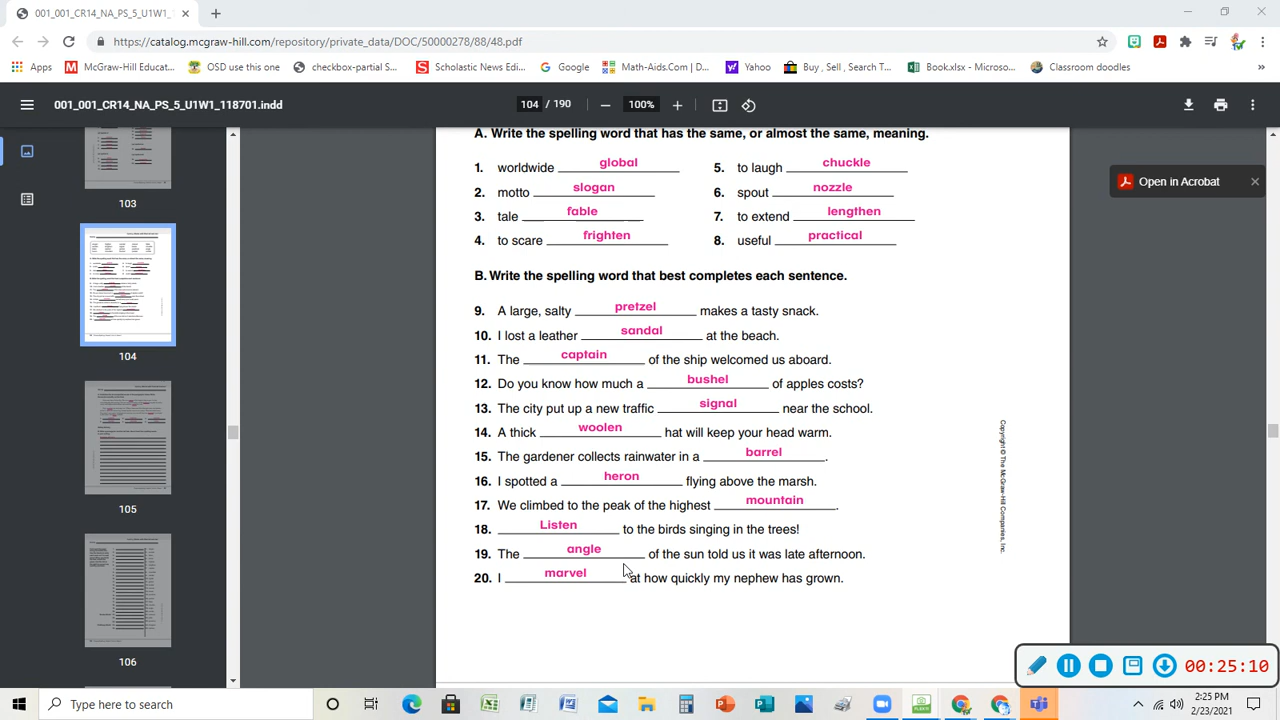 001_001_CR14_NA_PS_5_U1W1_
https://catalog.mcgraw-hill.com/repository/private_data/DOC/50000278/88/48.pdf
Apps McGraw-Hill Educat... OSD use this one checkbox-partial S... Scholastic News Edi... Google Math-Aids.Com | D... Yahoo Buy , Sell , Search T... Book.xlsx - Microso... Classroom doodles »
001_001_CR14_NA_PS_5_U1W1_118701.indd 104 / 190 100%
Open in Acrobat
103
104
105
106
A. Write the spelling word that has the same, or almost the same, meaning.
1. worldwide global
2. motto slogan
3. tale fable
4. to scare frighten
5. to laugh chuckle
6. spout nozzle
7. to extend lengthen
8. useful practical
B. Write the spelling word that best completes each sentence.
9. A large, salty pretzel makes a tasty snack.
10. I lost a leather sandal at the beach.
11. The captain of the ship welcomed us aboard.
12. Do you know how much a bushel of apples costs?
13. The city put up a new traffic signal near the school.
14. A thick woolen hat will keep your head warm.
15. The gardener collects rainwater in a barrel.
16. I spotted a heron flying above the marsh.
17. We climbed to the peak of the highest mountain.
18. Listen to the birds singing in the trees!
19. The angle of the sun told us it was late afternoon.
20. I marvel at how quickly my nephew has grown.
Copyright © The McGraw-Hill Companies, Inc.
00:25:10
Type here to search
2:25 PM
2/23/2021